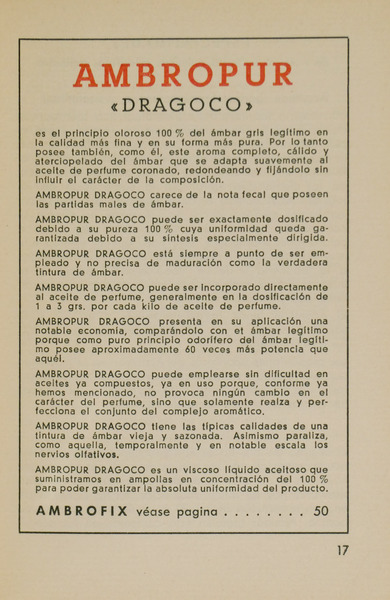 AMBROPUR
«DRAGOCO»
es el principio oloroso 100 % del ámbar gris legítimo en
la calidad más fina y en su forma más pura. Por lo tanto
posee también, como él, este aroma completo, cálido y
aterciopelado del ámbar que se adapta suavemente al
aceite de perfume coronado, redondeando y fijándolo sin
influir el carácter de la composición.
AMBROPUR DRAGOCO carece de la nota fecal que poseen
las partidas males de ámbar.
AMBROPUR DRAGOCO puede ser exactamente dosificado
debido a su pureza 100 % cuya uniformidad queda ga-
rantizada debido a su síntesis especialmente dirigida.
AMBROPUR DRAGOCO está siempre a punto de ser em-
pleado y no precisa de maduración como la verdadera
tintura de ámbar.
AMBROPUR DRAGOCO puede ser incorporado directamente
al aceite de perfume, generalmente en la dosificación de
1 a 3 grs. por cada kilo de aceite de perfume.
AMBROPUR DRAGOCO presenta en su aplicación una
notable economía, comparándolo con el ámbar legítimo
porque como puro principio odorífero del ámbar legíti-
mo posee aproximadamente 60 veces más potencia que
aquél.
AMBROPUR DRAGOCO puede emplearse sin dificultad en
aceites ya compuestos, ya en uso porque, conforme ya
hemos mencionado, no provoca ningún cambio en el
carácter del perfume, sino que solamente realza y per-
fecciona el conjunto del complejo aromático.
AMBROPUR DRAGOCO tiene las típicas calidades de una
tintura de ámbar vieja y sazonada. Asimismo paraliza,
como aquella, temporalmente y en notable escala los
nervios olfativos.
AMBROPUR DRAGOCO es un viscoso líquido aceitoso que
suministramos en ampollas en concentración del 100 %
para poder garantizar la absoluta uniformidad del producto.
AMBROFIX véase pagina . . . . . . . . 50
17